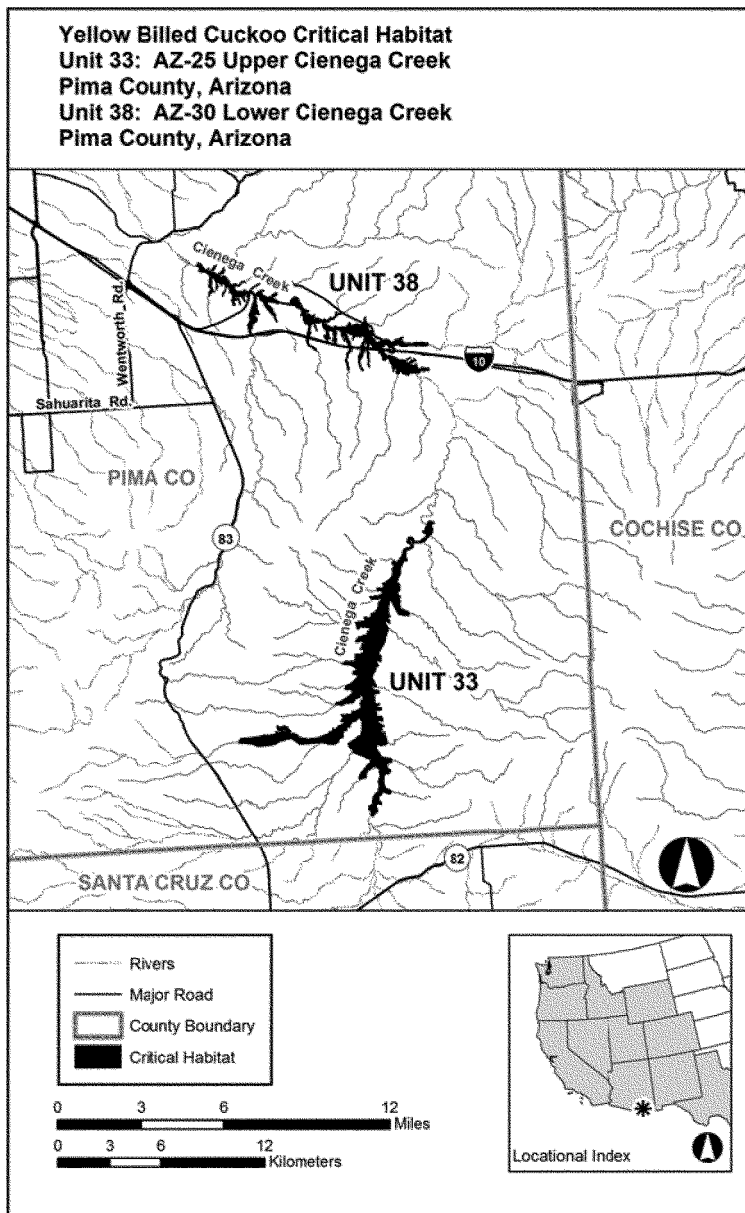 Yellow Billed Cuckoo Critical Habitat
Unit 33: AZ-25 Upper Cienega Creek
Pima County, Arizona
Unit 38: AZ-30 Lower Cienega Creek
Pima County, Arizona
Cienega Creek
UNIT 38
Wentworth Rd.
10
Sahuarita Rd.
PIMA CO
83
COCHISE CO
Cienega Creek
UNIT 33
82
SANTA CRUZ CO
Rivers
Major Road
County Boundary
Critical Habitat
0 3 6 12
Miles
0 3 6 12
Kilometers
Locational Index